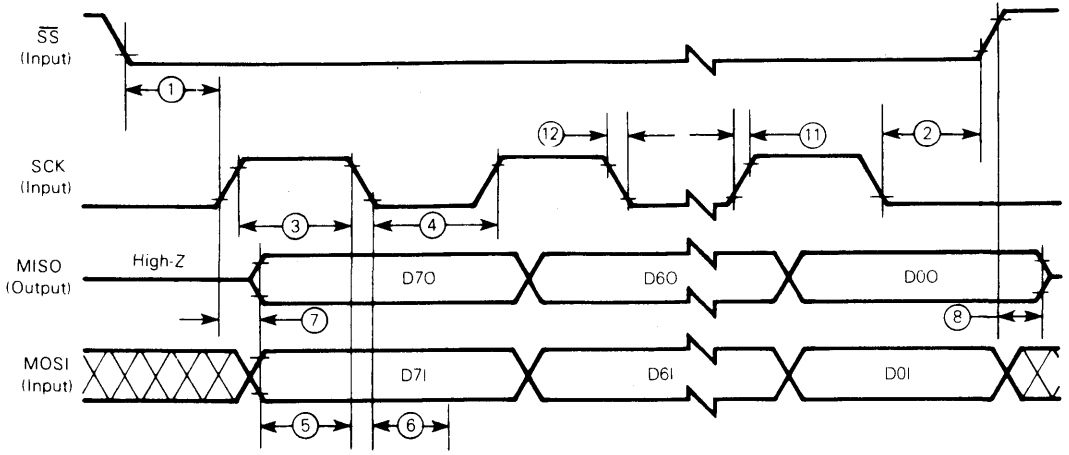 SS
(Input)
1
12
11
2
SCK
(Input)
3
4
High-Z
MISO
(Output)
D7O
D6O
D0O
7
8
MOSI
(Input)
D7I
D6I
D0I
5
6